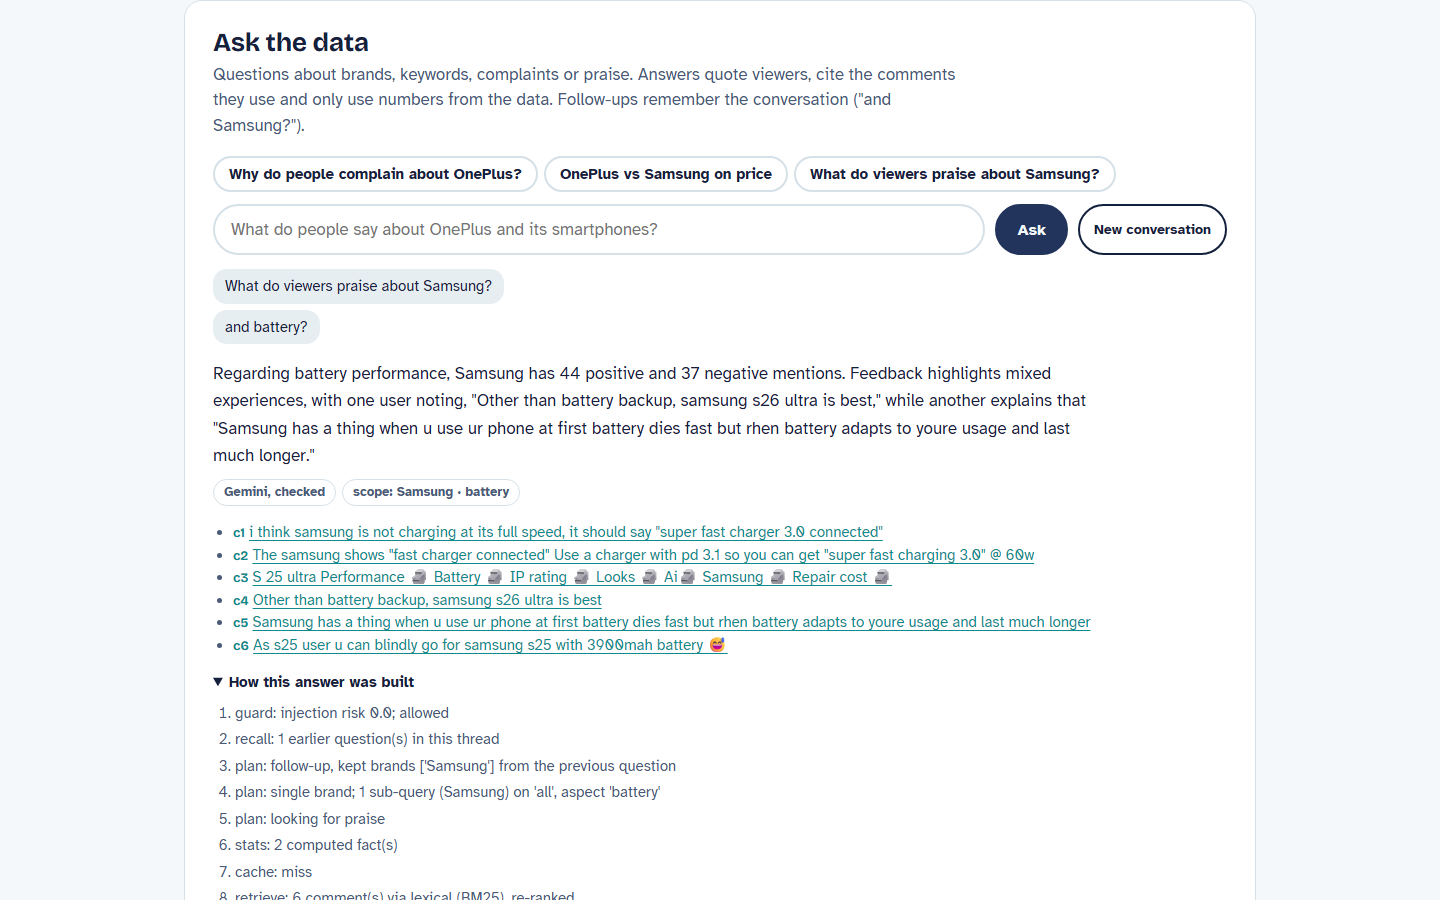 Ask the data
Questions about brands, keywords, complaints or praise. Answers quote viewers, cite the comments
they use and only use numbers from the data. Follow-ups remember the conversation ("and
Samsung?").
Why do people complain about OnePlus? OnePlus vs Samsung on price What do viewers praise about Samsung?
What do people say about OnePlus and its smartphones? Ask New conversation
What do viewers praise about Samsung?
and battery?
Regarding battery performance, Samsung has 44 positive and 37 negative mentions. Feedback highlights mixed
experiences, with one user noting, "Other than battery backup, samsung s26 ultra is best," while another explains that
"Samsung has a thing when u use ur phone at first battery dies fast but rhen battery adapts to youre usage and last
much longer."
Gemini, checked scope: Samsung · battery
• c1 i think samsung is not charging at its full speed, it should say "super fast charger 3.0 connected"
• c2 The samsung shows "fast charger connected" Use a charger with pd 3.1 so you can get "super fast charging 3.0" @ 60w
• c3 S 25 ultra Performance 🗿 Battery 🗿 IP rating 🗿 Looks 🗿 Ai🗿 Samsung 🗿 Repair cost 🗿
• c4 Other than battery backup, samsung s26 ultra is best
• c5 Samsung has a thing when u use ur phone at first battery dies fast but rhen battery adapts to youre usage and last much longer
• c6 As s25 user u can blindly go for samsung s25 with 3900mah battery 😅
▼ How this answer was built
1. guard: injection risk 0.0; allowed
2. recall: 1 earlier question(s) in this thread
3. plan: follow-up, kept brands ['Samsung'] from the previous question
4. plan: single brand; 1 sub-query (Samsung) on 'all', aspect 'battery'
5. plan: looking for praise
6. stats: 2 computed fact(s)
7. cache: miss
8. retrieve: 6 comment(s) via lexical (BM25), re-ranked